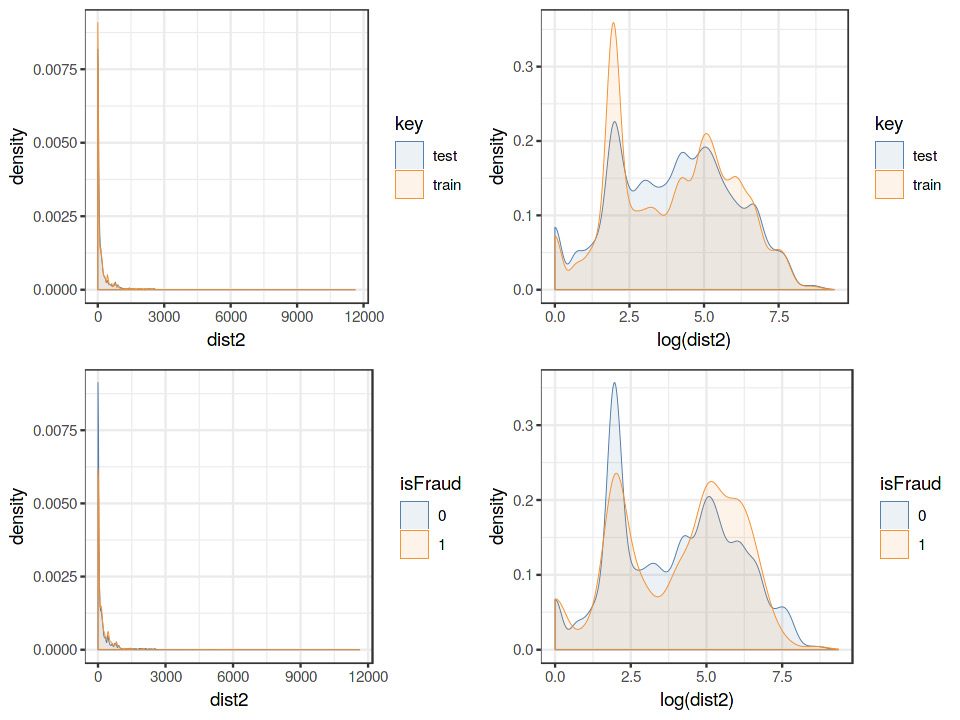 density
0.0075
0.0050
0.0025
0.0000
0 3000 6000 9000 12000
dist2
key
test
train
density
0.3
0.2
0.1
0.0
0.0 2.5 5.0 7.5
log(dist2)
key
test
train
density
0.0075
0.0050
0.0025
0.0000
0 3000 6000 9000 12000
dist2
isFraud
0
1
density
0.3
0.2
0.1
0.0
0.0 2.5 5.0 7.5
log(dist2)
isFraud
0
1